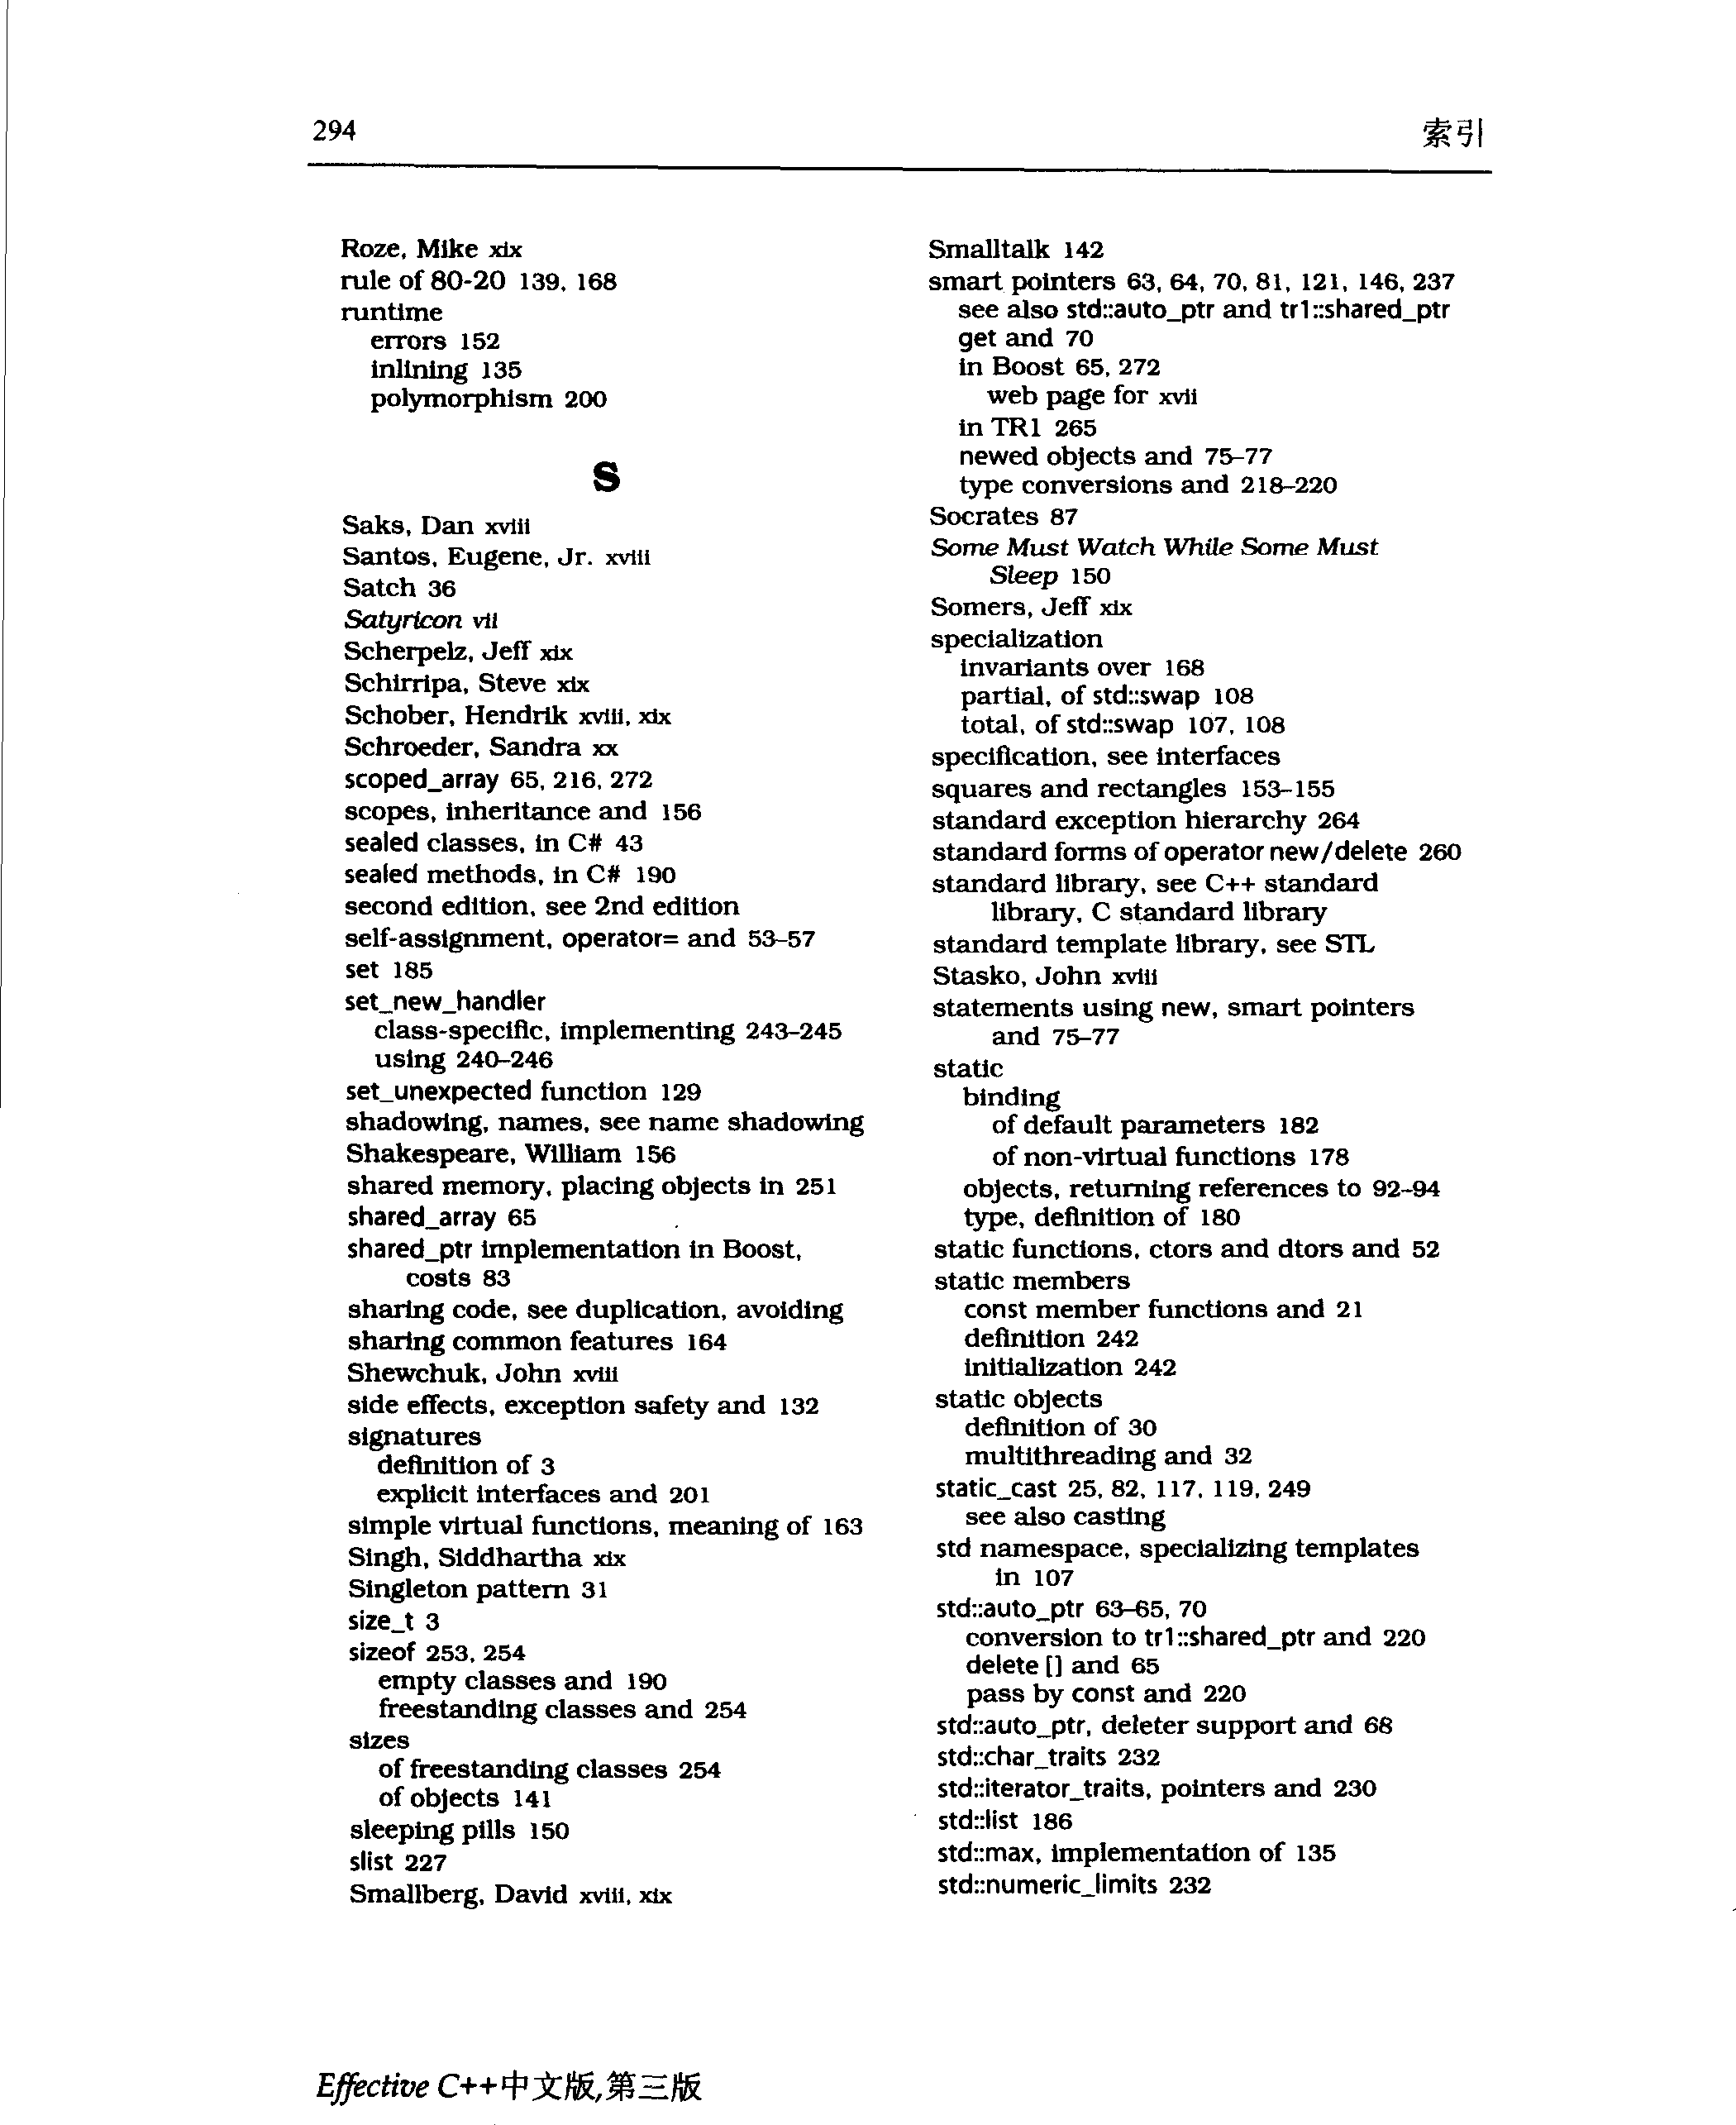 294
索引
Roze, Mike xix
rule of 80-20 139, 168
runtime
errors 152
inlining 135
polymorphism 200
S
Saks, Dan xviii
Santos, Eugene, Jr. xviii
Satch 36
Satyricon vii
Scherpelz, Jeff xix
Schirripa, Steve xix
Schober, Hendrik xviii, xix
Schroeder, Sandra xx
scoped_array 65, 216, 272
scopes, inheritance and 156
sealed classes, in C# 43
sealed methods, in C# 190
second edition, see 2nd edition
self-assignment, operator= and 53–57
set 185
set_new_handler
class-specific, implementing 243–245
using 240–246
set_unexpected function 129
shadowing, names, see name shadowing
Shakespeare, William 156
shared memory, placing objects in 251
shared_array 65
shared_ptr implementation in Boost,
costs 83
sharing code, see duplication, avoiding
sharing common features 164
Shewchuk, John xviii
side effects, exception safety and 132
signatures
definition of 3
explicit interfaces and 201
simple virtual functions, meaning of 163
Singh, Siddhartha xix
Singleton pattern 31
size_t 3
sizeof 253, 254
empty classes and 190
freestanding classes and 254
sizes
of freestanding classes 254
of objects 141
sleeping pills 150
slist 227
Smallberg, David xviii, xix
Smalltalk 142
smart pointers 63, 64, 70, 81, 121, 146, 237
see also std::auto_ptr and tr1::shared_ptr
get and 70
in Boost 65, 272
web page for xvii
in TR1 265
newed objects and 75–77
type conversions and 218–220
Socrates 87
Some Must Watch While Some Must
Sleep 150
Somers, Jeff xix
specialization
invariants over 168
partial, of std::swap 108
total, of std::swap 107, 108
specification, see interfaces
squares and rectangles 153–155
standard exception hierarchy 264
standard forms of operator new/delete 260
standard library, see C++ standard
library, C standard library
standard template library, see STL
Stasko, John xviii
statements using new, smart pointers
and 75–77
static
binding
of default parameters 182
of non-virtual functions 178
objects, returning references to 92–94
type, definition of 180
static functions, ctors and dtors and 52
static members
const member functions and 21
definition 242
initialization 242
static objects
definition of 30
multithreading and 32
static_cast 25, 82, 117, 119, 249
see also casting
std namespace, specializing templates
in 107
std::auto_ptr 63–65, 70
conversion to tr1::shared_ptr and 220
delete [] and 65
pass by const and 220
std::auto_ptr, deleter support and 68
std::char_traits 232
std::iterator_traits, pointers and 230
std::list 186
std::max, implementation of 135
std::numeric_limits 232
Effective C++中文版,第三版